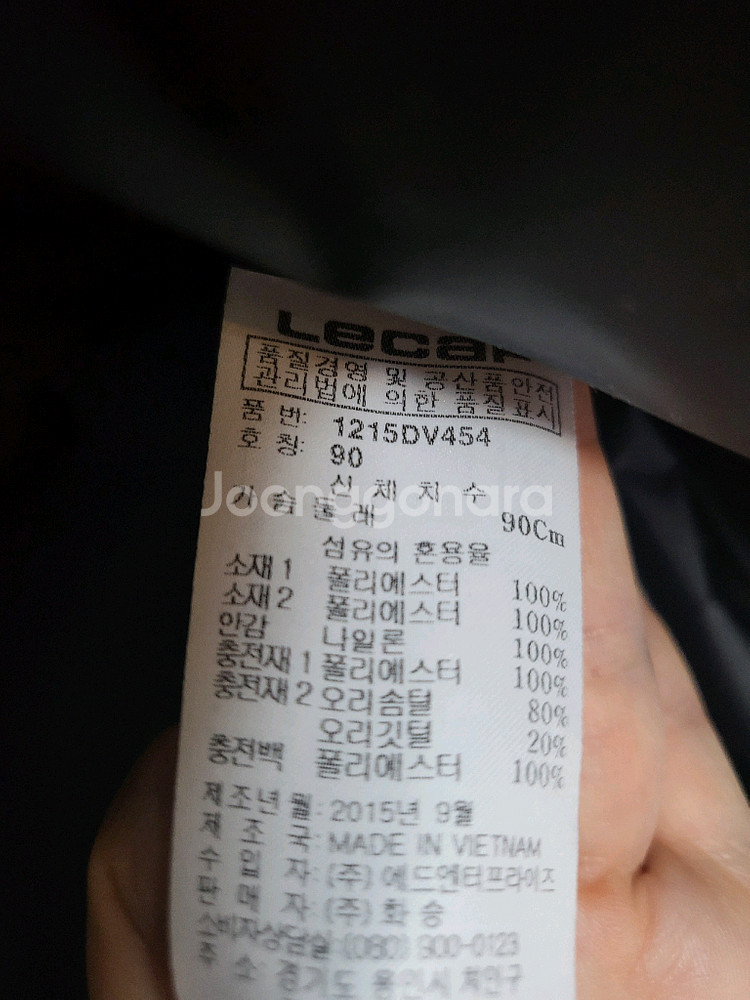 Lecaf
품질경영 및 공산품안전
관리법에 의한 품질표시
품 번: 1215DV454
호 칭: 90
신 체 치 수
가 슴 둘 레 90Cm
섬유의 혼용율
소재 1 폴리에스터 100%
소재 2 폴리에스터 100%
안감 나일론 100%
충전재 1 폴리에스터 100%
충전재 2 오리솜털 80%
오리깃털 20%
충전백 폴리에스터 100%
제조년월: 2015년 9월
제 조 국: MADE IN VIETNAM
수 입 자: (주) 에드엔터프라이즈
판 매 자: (주) 화 승
소비자상담실: (080) 900-0123
주 소: 경기도 용인시 처인구
Joonggonara